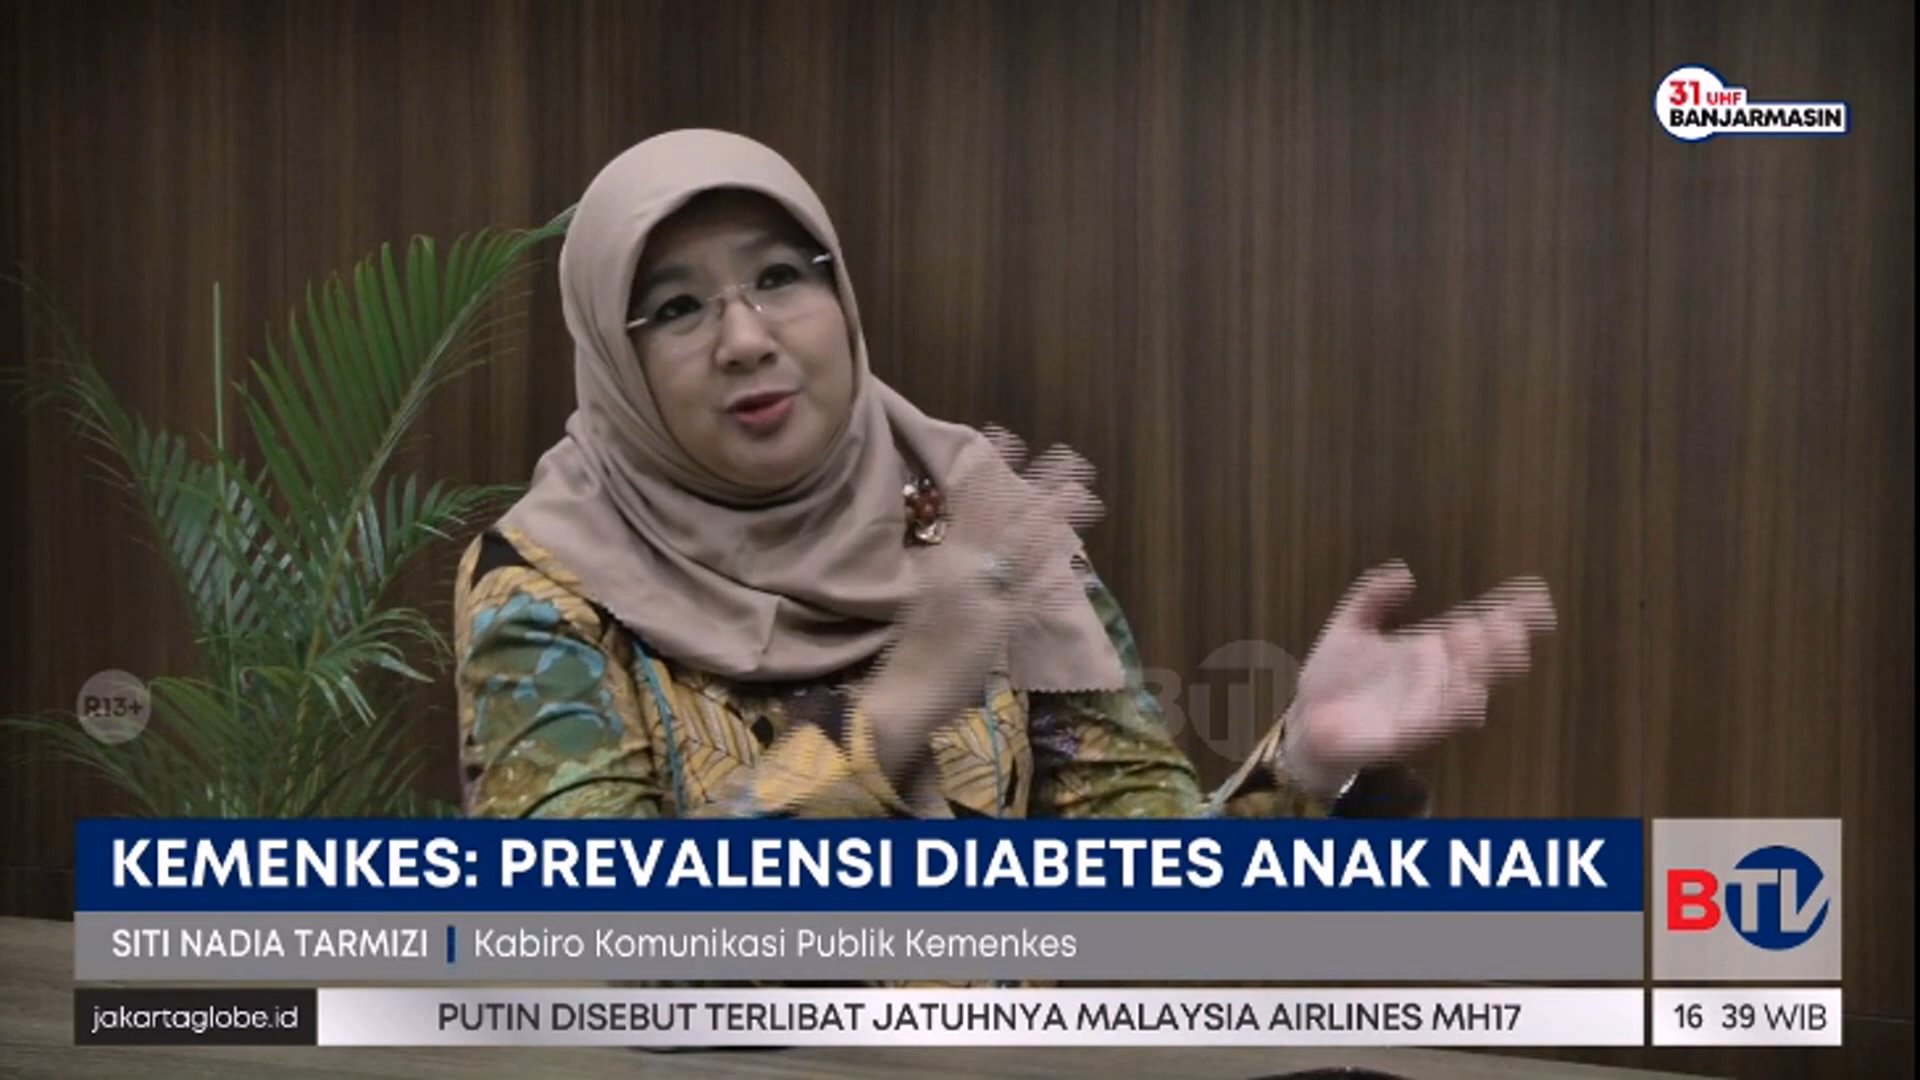 31 UHF
BANJARMASIN
R13+
BTV
KEMENKES: PREVALENSI DIABETES ANAK NAIK
SITI NADIA TARMIZI | Kabiro Komunikasi Publik Kemenkes
BTV
jakartaglobe.id
PUTIN DISEBUT TERLIBAT JATUHNYA MALAYSIA AIRLINES MH17
16 39 WIB